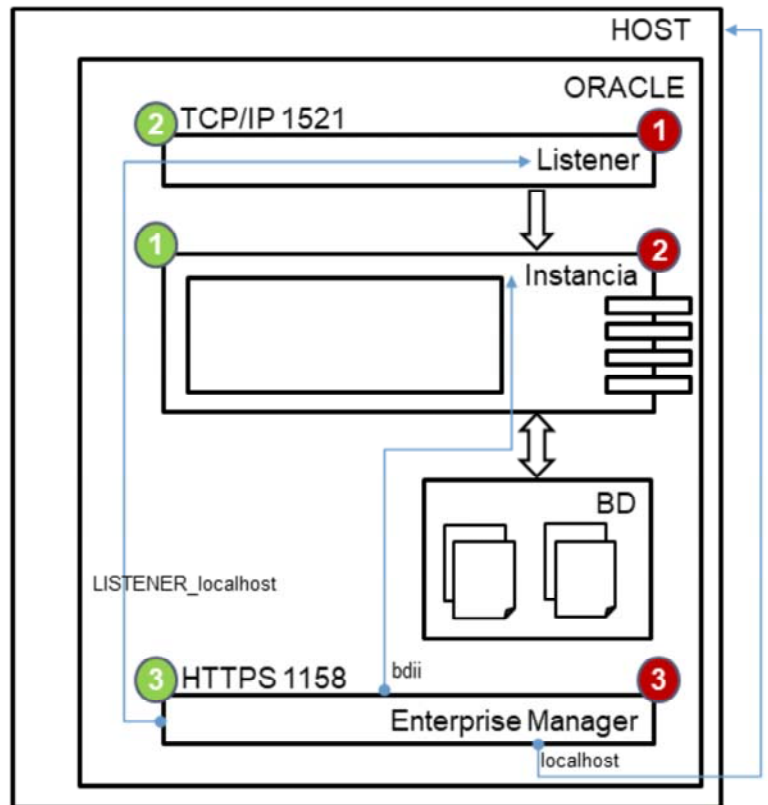 HOST
ORACLE
2 TCP/IP 1521 1
Listener
1 2
Instancia
BD
LISTENER_localhost
3 HTTPS 1158 bdii 3
Enterprise Manager
localhost